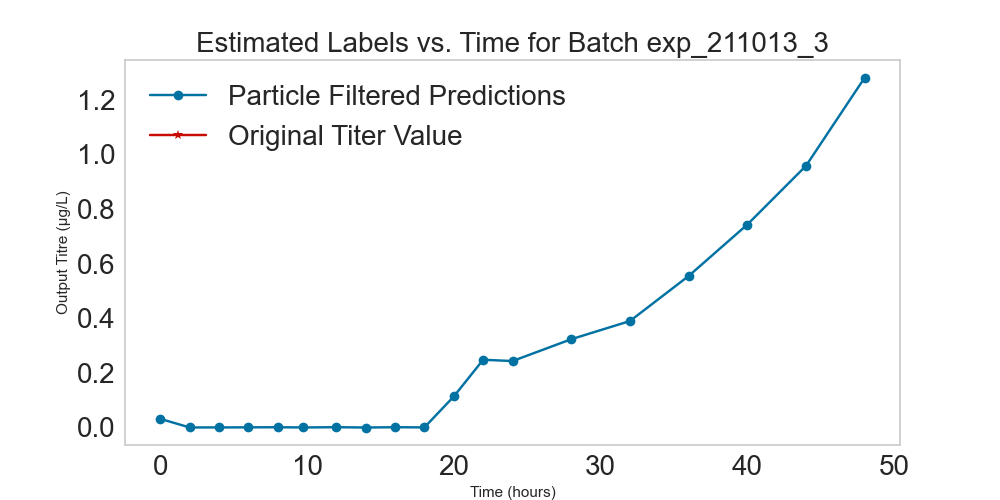 Estimated Labels vs. Time for Batch exp_211013_3
Particle Filtered Predictions
Original Titer Value
Output Titre (µg/L)
1.2
1.0
0.8
0.6
0.4
0.2
0.0
0 10 20 30 40 50
Time (hours)